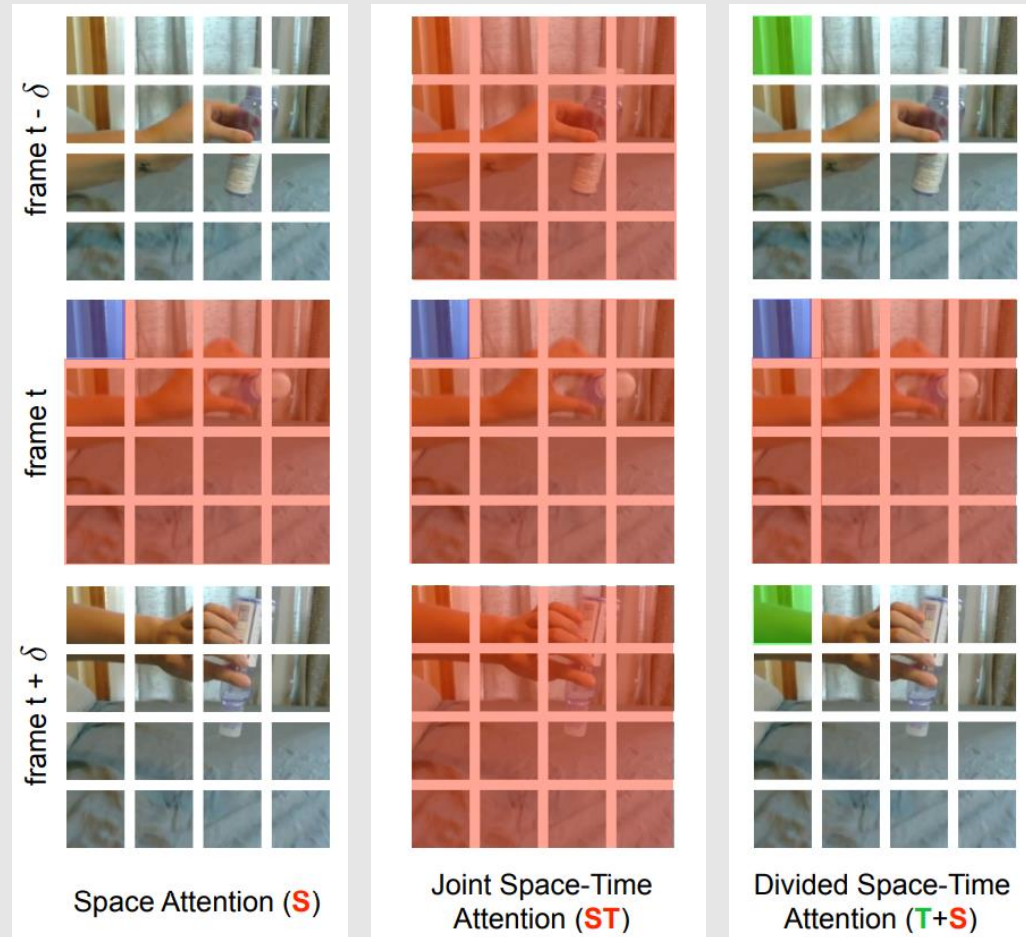 frame t - δ
frame t
frame t + δ
Space Attention (S)
Joint Space-Time
Attention (ST)
Divided Space-Time
Attention (T+S)